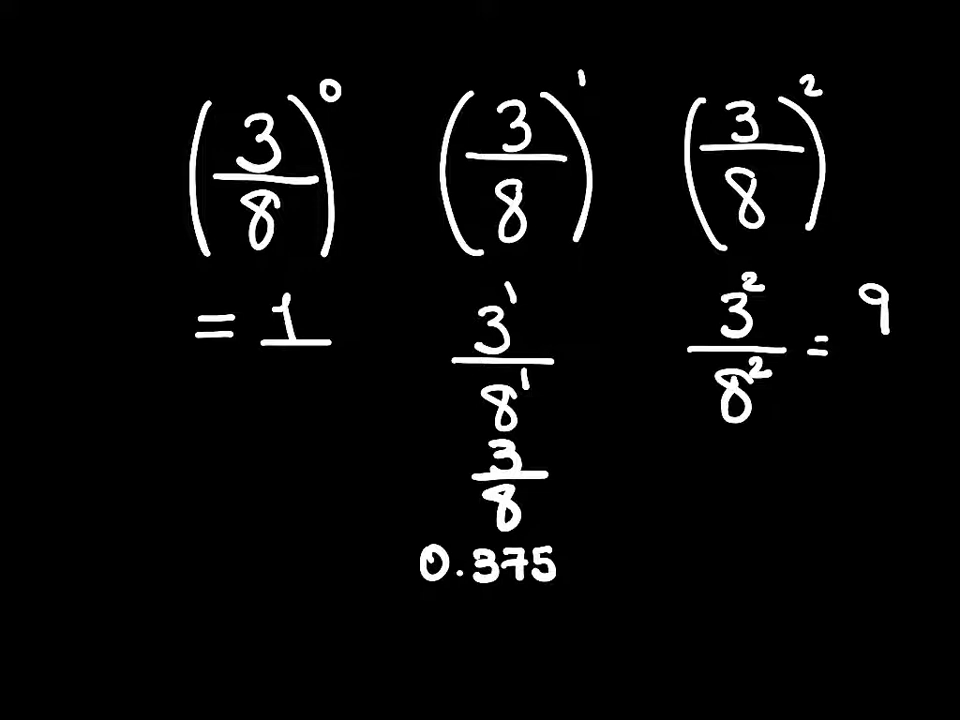 (3/8)^0 (3/8)^1 (3/8)^2
= 1 3^1/8^1 3^2/8^2 = 9
3/8
0.375